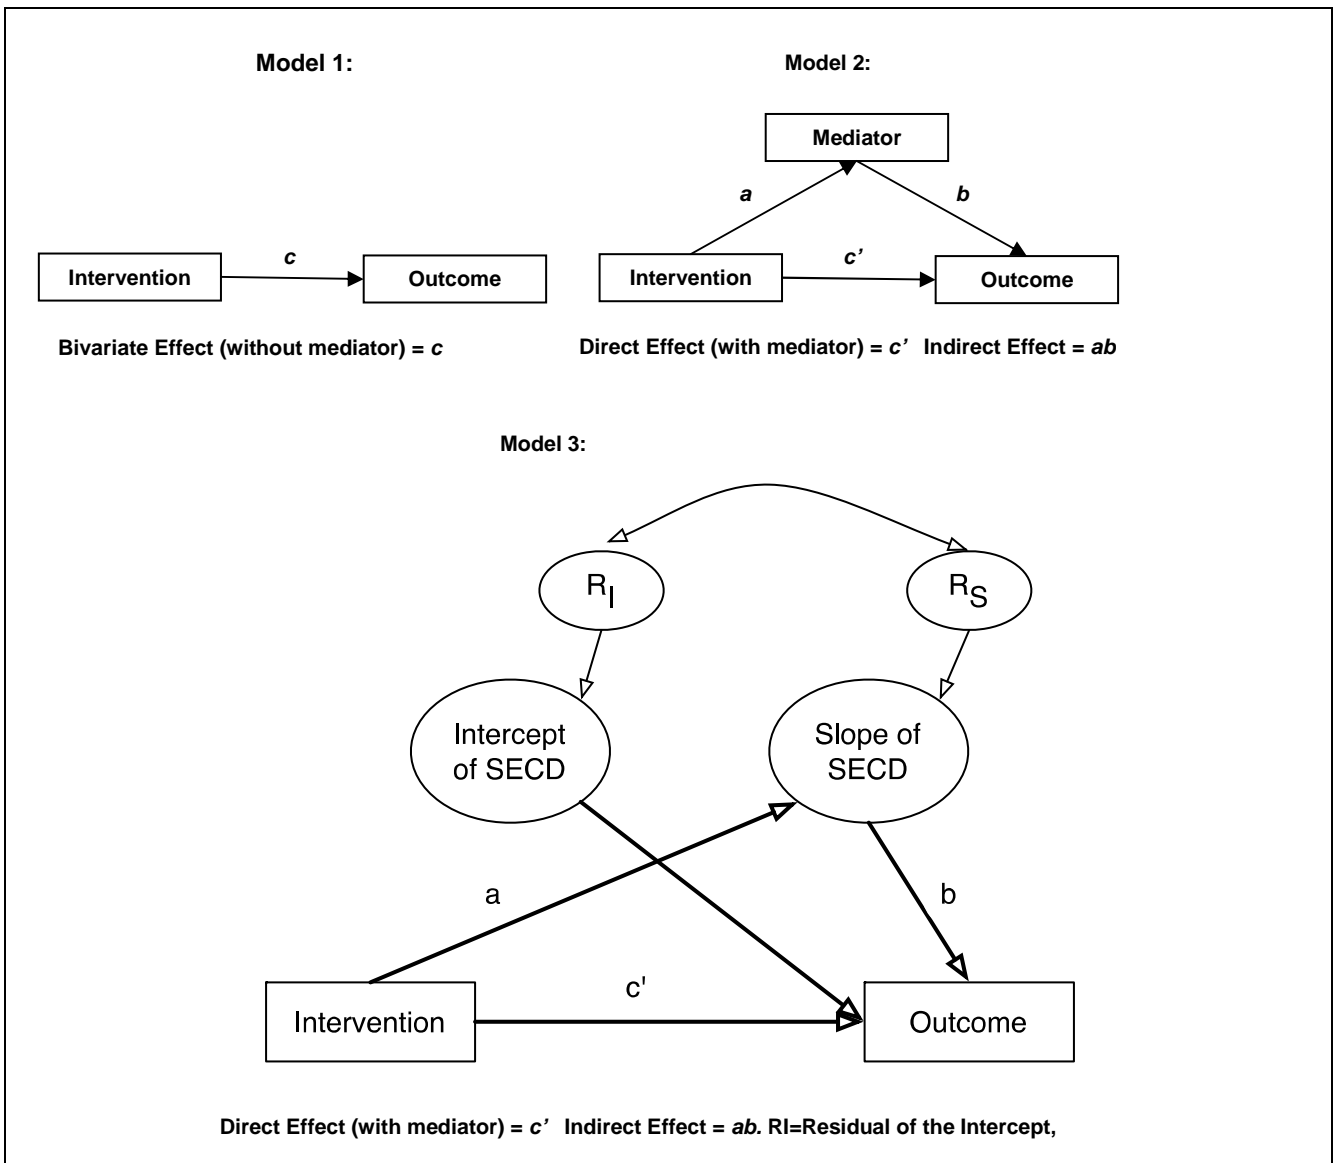 Model 1:
Model 2:
Mediator
a
b
Intervention
c
Outcome
Intervention
c’
Outcome
Bivariate Effect (without mediator) = c
Direct Effect (with mediator) = c’ Indirect Effect = ab
Model 3:
RI
RS
Intercept
of SECD
Slope of
SECD
a
b
c'
Intervention
Outcome
Direct Effect (with mediator) = c’ Indirect Effect = ab. RI=Residual of the Intercept,